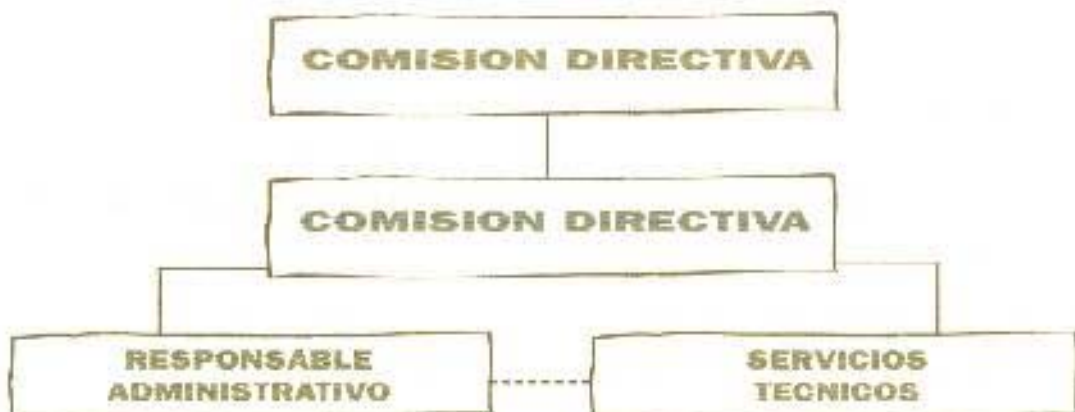 COMISION DIRECTIVA
COMISION DIRECTIVA
RESPONSABLE
ADMINISTRATIVO
SERVICIOS
TECNICOS